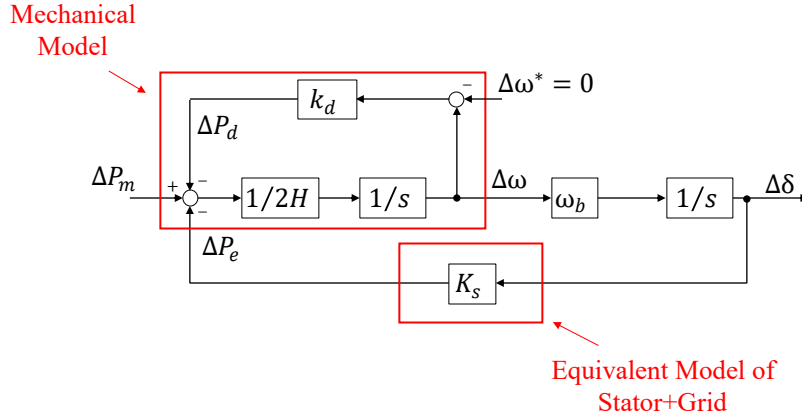 Mechanical
Model
Δω* = 0
k_d
ΔP_d
ΔP_m
+
−
−
−
1/2H
1/s
Δω
ω_b
1/s
Δδ
ΔP_e
K_s
Equivalent Model of
Stator+Grid